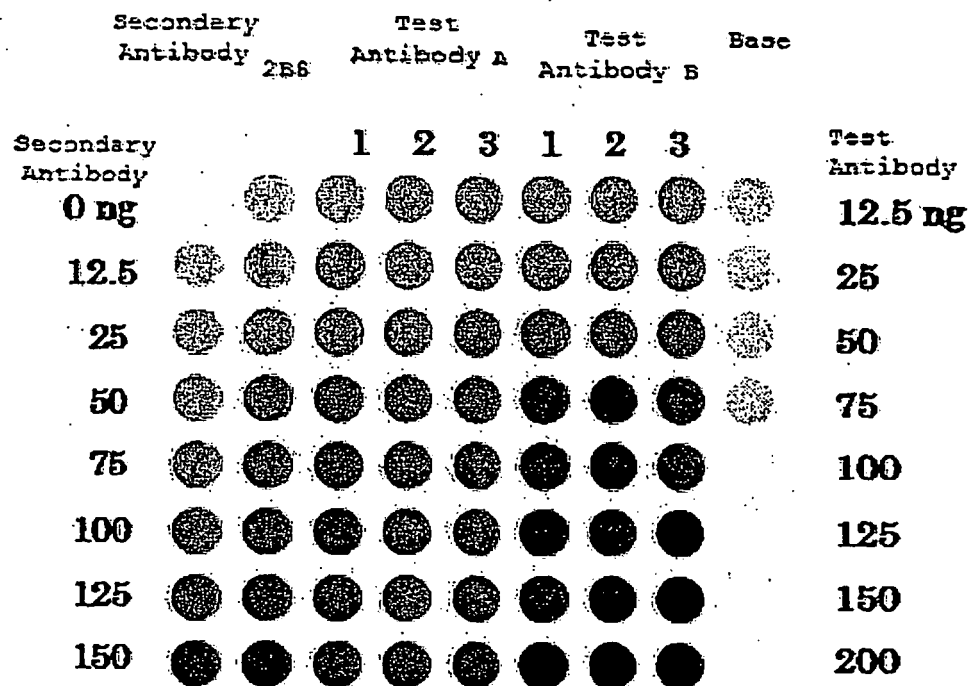 Secondary
Antibody
2B6
Test
Antibody A
Test
Antibody B
Base
Secondary
Antibody
1 2 3 1 2 3
Test
Antibody
0 ng
12.5 ng
12.5
25
25
50
50
75
75
100
100
125
125
150
150
200